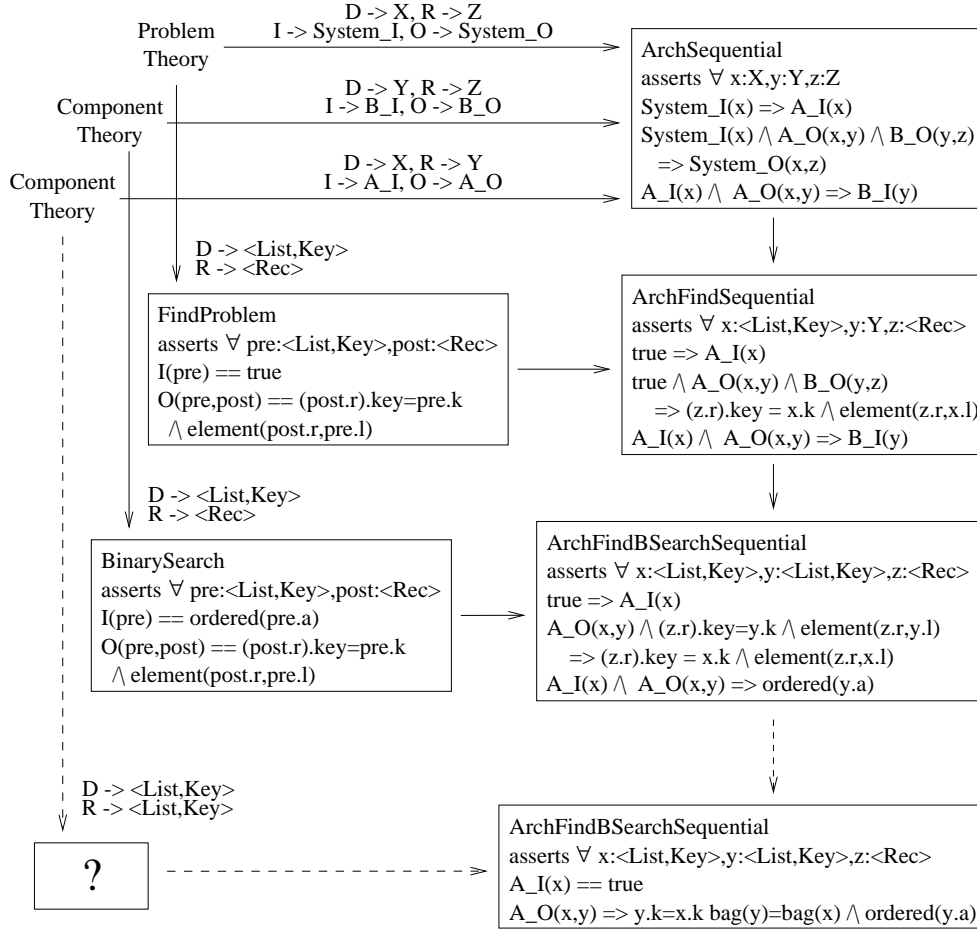 D -> X, R -> Z
I -> System_I, O -> System_O
Problem
Theory
D -> Y, R -> Z
I -> B_I, O -> B_O
Component
Theory
D -> X, R -> Y
I -> A_I, O -> A_O
Component
Theory
ArchSequential
asserts ∀ x:X,y:Y,z:Z
System_I(x) => A_I(x)
System_I(x) /\ A_O(x,y) /\ B_O(y,z)
=> System_O(x,z)
A_I(x) /\ A_O(x,y) => B_I(y)
D -> <List,Key>
R -> <Rec>
FindProblem
asserts ∀ pre:<List,Key>,post:<Rec>
I(pre) == true
O(pre,post) == (post.r).key=pre.k
/\ element(post.r,pre.l)
ArchFindSequential
asserts ∀ x:<List,Key>,y:Y,z:<Rec>
true => A_I(x)
true /\ A_O(x,y) /\ B_O(y,z)
=> (z.r).key = x.k /\ element(z.r,x.l)
A_I(x) /\ A_O(x,y) => B_I(y)
D -> <List,Key>
R -> <Rec>
BinarySearch
asserts ∀ pre:<List,Key>,post:<Rec>
I(pre) == ordered(pre.a)
O(pre,post) == (post.r).key=pre.k
/\ element(post.r,pre.l)
ArchFindBSearchSequential
asserts ∀ x:<List,Key>,y:<List,Key>,z:<Rec>
true => A_I(x)
A_O(x,y) /\ (z.r).key=y.k /\ element(z.r,y.l)
=> (z.r).key = x.k /\ element(z.r,x.l)
A_I(x) /\ A_O(x,y) => ordered(y.a)
D -> <List,Key>
R -> <List,Key>
?
ArchFindBSearchSequential
asserts ∀ x:<List,Key>,y:<List,Key>,z:<Rec>
A_I(x) == true
A_O(x,y) => y.k=x.k bag(y)=bag(x) /\ ordered(y.a)